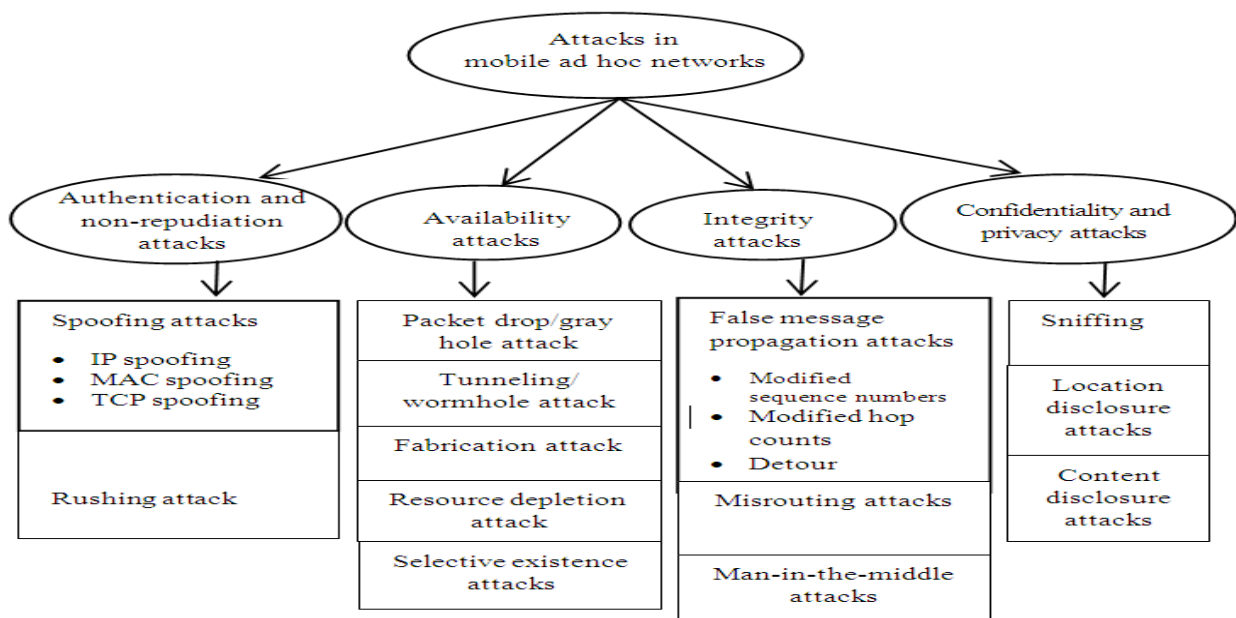 Attacks in
mobile ad hoc networks
Authentication and
non-repudiation
attacks
Availability
attacks
Integrity
attacks
Confidentiality and
privacy attacks
Spoofing attacks
• IP spoofing
• MAC spoofing
• TCP spoofing
Rushing attack
Packet drop/gray
hole attack
Tunneling/
wormhole attack
Fabrication attack
Resource depletion
attack
Selective existence
attacks
False message
propagation attacks
• Modified
sequence numbers
• Modified hop
counts
• Detour
Misrouting attacks
Man-in-the-middle
attacks
Sniffing
Location
disclosure
attacks
Content
disclosure
attacks